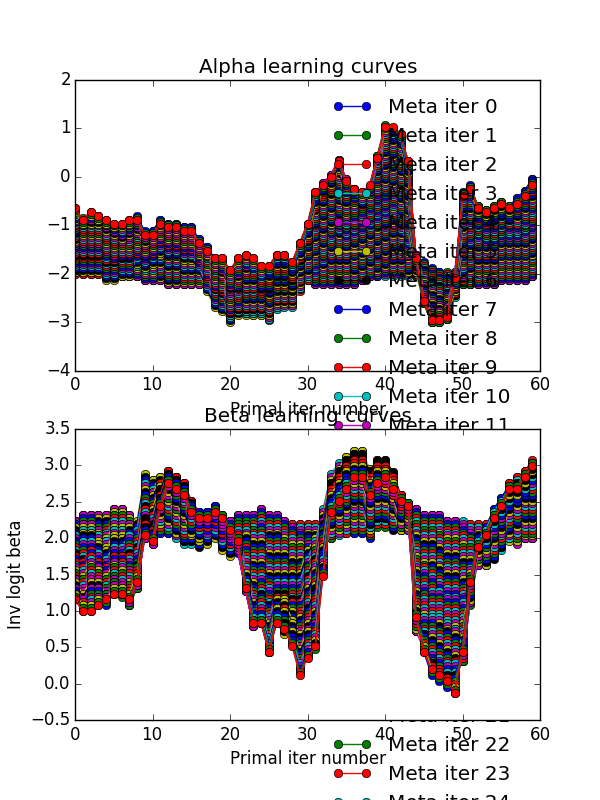 Alpha learning curves
2
1
0
−1
−2
−3
−4
0 10 20 30 40 50 60
Primal iter number
Meta iter 0
Meta iter 1
Meta iter 2
Meta iter 3
Meta iter 7
Meta iter 8
Meta iter 9
Meta iter 10
Meta iter 11
Beta learning curves
Inv logit beta
3.5
3.0
2.5
2.0
1.5
1.0
0.5
0.0
−0.5
0 10 20 30 40 50 60
Primal iter number
Meta iter 22
Meta iter 23
Meta iter 24